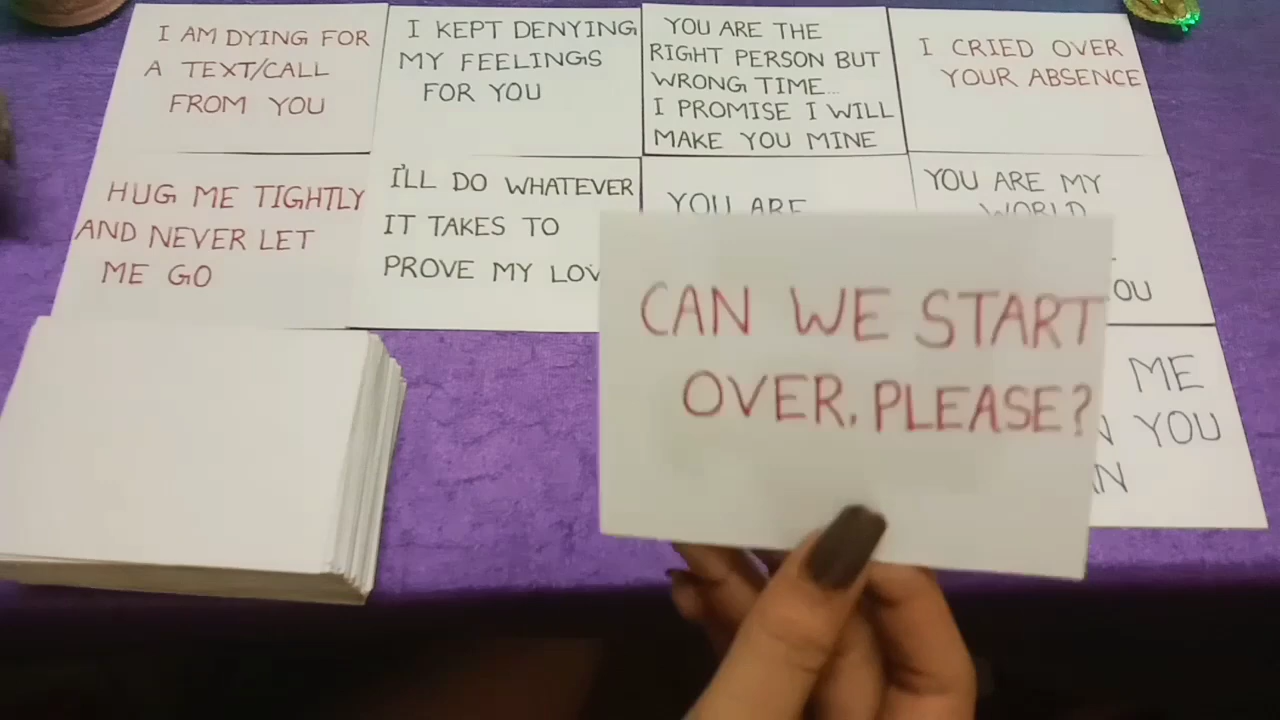 I AM DYING FOR
A TEXT/CALL
FROM YOU
I KEPT DENYING
MY FEELINGS
FOR YOU
YOU ARE THE
RIGHT PERSON BUT
WRONG TIME...
I PROMISE I WILL
MAKE YOU MINE
I CRIED OVER
YOUR ABSENCE
HUG ME TIGHTLY
AND NEVER LET
ME GO
I'LL DO WHATEVER
IT TAKES TO
PROVE MY
YOU ARE
YOU ARE MY
WORLD
CAN WE START
OVER, PLEASE?
ME
YOU